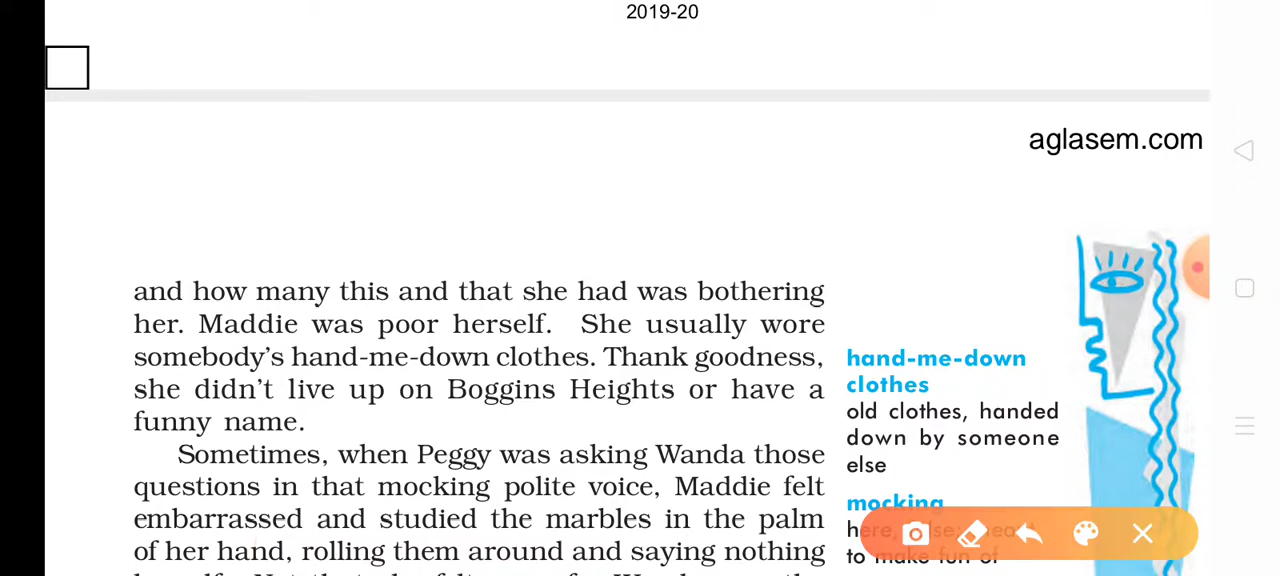 2019-20
aglasem.com
and how many this and that she had was bothering
her. Maddie was poor herself. She usually wore
somebody's hand-me-down clothes. Thank goodness,
she didn't live up on Boggins Heights or have a
funny name.
Sometimes, when Peggy was asking Wanda those
questions in that mocking polite voice, Maddie felt
embarrassed and studied the marbles in the palm
of her hand, rolling them around and saying nothing
hand-me-down
clothes
old clothes, handed
down by someone
else
mocking
to make fun of